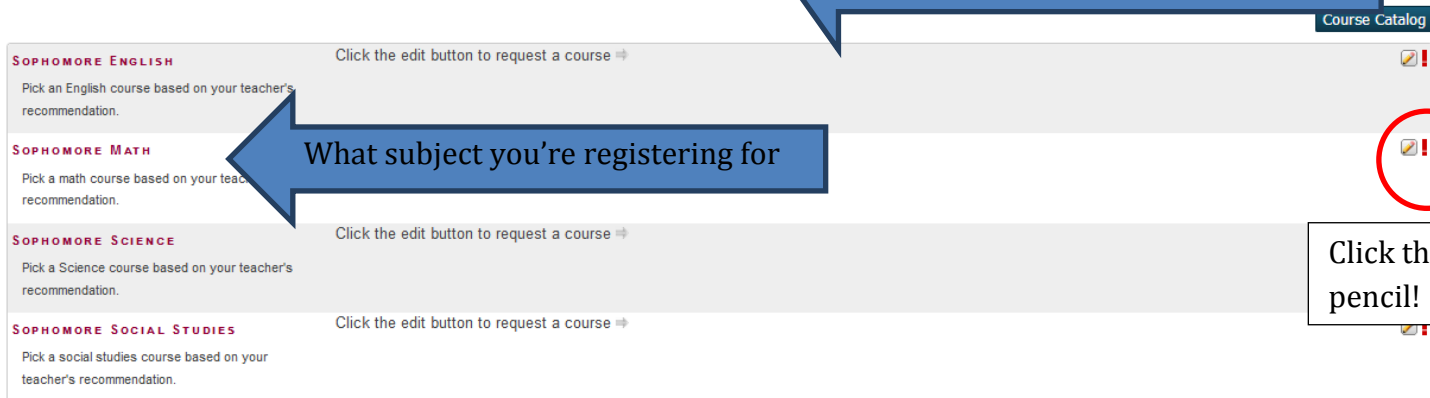 Course Catalog
SOPHOMORE ENGLISH
Click the edit button to request a course
Pick an English course based on your teacher's
recommendation.
SOPHOMORE MATH
What subject you're registering for
Pick a math course based on your
recommendation.
SOPHOMORE SCIENCE
Click the edit button to request a course
Pick a Science course based on your teacher's
recommendation.
Click
pencil!
SOPHOMORE SOCIAL STUDIES
Click the edit button to request a course
Pick a social studies course based on your
teacher's recommendation.